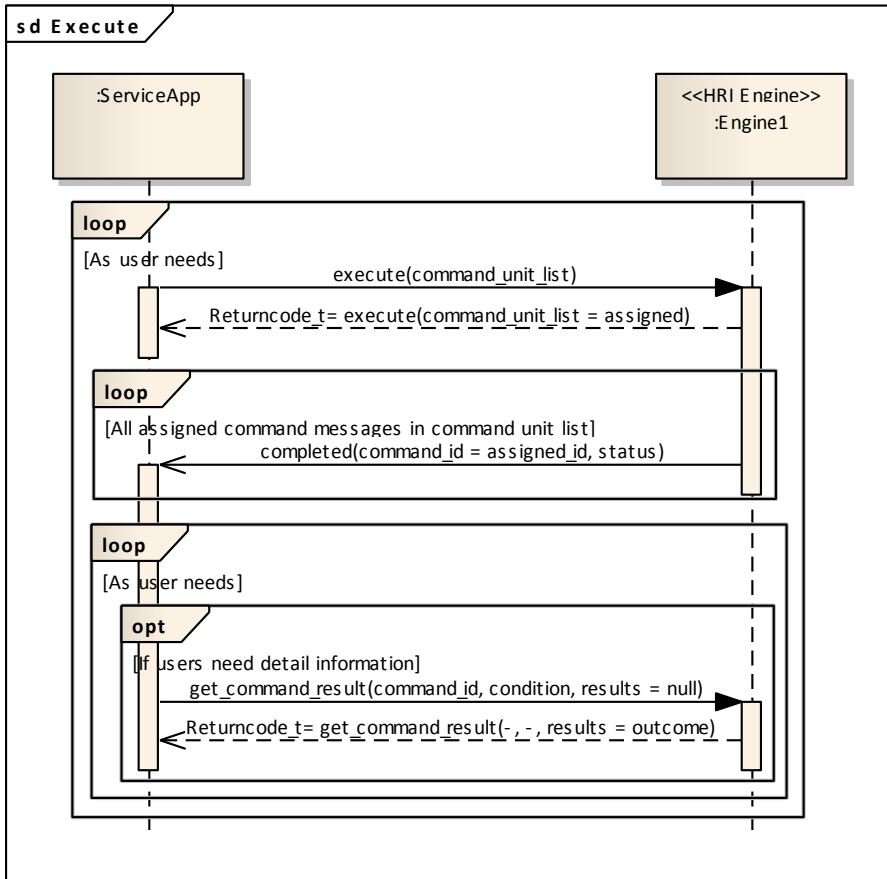 sd Execute
:ServiceApp
<<HRI Engine>>
:Engine1
loop
[As user needs]
execute(command_unit_list)
Returncode_t= execute(command_unit_list = assigned)
loop
[All assigned command messages in command unit list]
completed(command_id = assigned_id, status)
loop
[As user needs]
opt
[If users need detail information]
get_command_result(command_id, condition, results = null)
Returncode_t= get_command_result(-, -, results = outcome)